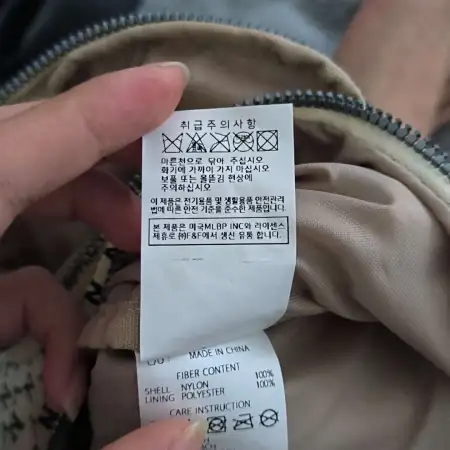 취급주의사항
마른천으로 닦아 주십시오
화기에 가까이 가지 마십시오
보풀 또는 올뜯김 현상에
주의하십시오
이 제품은 전기용품 및 생활용품 안전관리
법에 따른 안전 기준을 준수한 제품입니다.
본 제품은 미국MLBP INC와 라이센스
제휴로 ㈜F&F에서 생산 유통 합니다.
MADE IN CHINA
FIBER CONTENT
SHELL NYLON 100%
LINING POLYESTER 100%
CARE INSTRUCTION